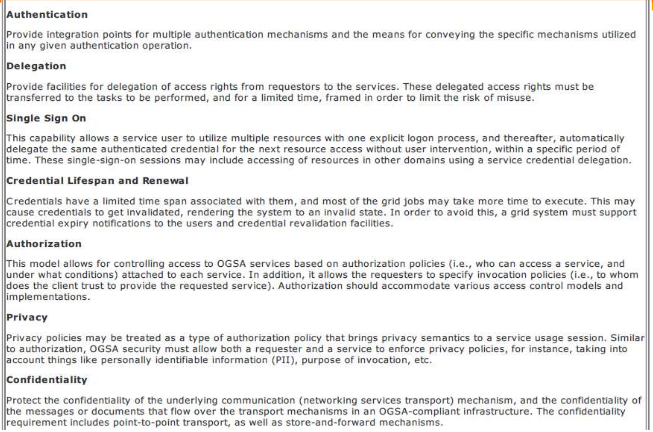 Authentication
Provide integration points for multiple authentication mechanisms and the means for conveying the specific mechanisms utilized
in any given authentication operation.
Delegation
Provide facilities for delegation of access rights from requestors to the services. These delegated access rights must be
transferred to the tasks to be performed, and for a limited time, framed in order to limit the risk of misuse.
Single Sign On
This capability allows a service user to utilize multiple resources with one explicit logon process, and thereafter, automatically
delegate the same authenticated credential for the next resource access without user intervention, within a specific period of
time. These single-sign-on sessions may include accessing of resources in other domains using a service credential delegation.
Credential Lifespan and Renewal
Credentials have a limited time span associated with them, and most of the grid jobs may take more time to execute. This may
cause credentials to get invalidated, rendering the system to an invalid state. In order to avoid this, a grid system must support
credential expiry notifications to the users and credential revalidation facilities.
Authorization
This model allows for controlling access to OGSA services based on authorization policies (i.e., who can access a service, and
under what conditions) attached to each service. In addition, it allows the requesters to specify invocation policies (i.e., to whom
does the client trust to provide the requested service). Authorization should accommodate various access control models and
implementations.
Privacy
Privacy policies may be treated as a type of authorization policy that brings privacy semantics to a service usage session. Similar
to authorization, OGSA security must allow both a requester and a service to enforce privacy policies, for instance, taking into
account things like personally identifiable information (PII), purpose of invocation, etc.
Confidentiality
Protect the confidentiality of the underlying communication (networking services transport) mechanism, and the confidentiality of
the messages or documents that flow over the transport mechanisms in an OGSA-compliant infrastructure. The confidentiality
requirement includes point-to-point transport, as well as store-and-forward mechanisms.